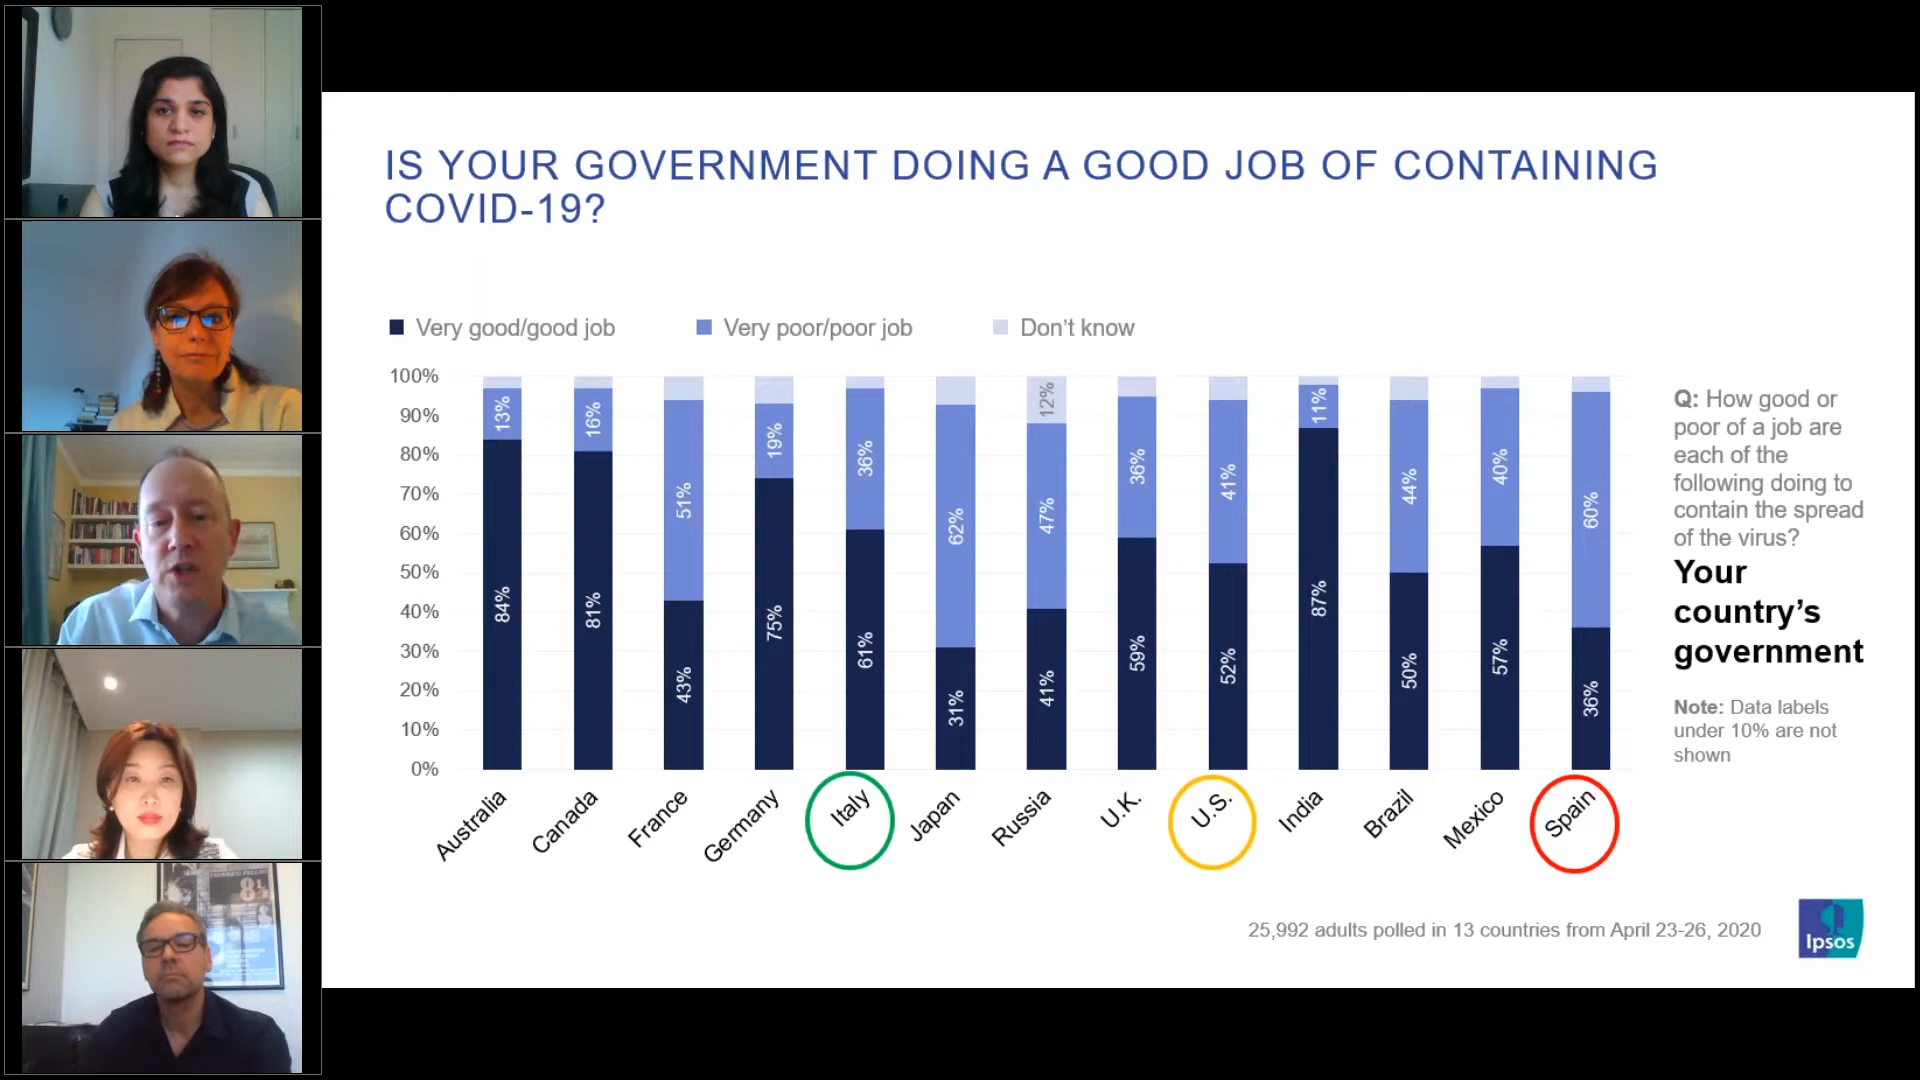 IS YOUR GOVERNMENT DOING A GOOD JOB OF CONTAINING
COVID-19?
Very good/good job
Very poor/poor job
Don't know
100%
90%
80%
70%
60%
50%
40%
30%
20%
10%
0%
13%
84%
16%
81%
51%
43%
19%
75%
36%
61%
62%
31%
12%
47%
41%
36%
59%
41%
52%
11%
87%
44%
50%
40%
57%
60%
36%
Australia
Canada
France
Germany
Italy
Japan
Russia
U.K.
U.S.
India
Brazil
Mexico
Spain
Q: How good or
poor of a job are
each of the
following doing to
contain the spread
of the virus?
Your
country's
government
Note: Data labels
under 10% are not
shown
25,992 adults polled in 13 countries from April 23-26, 2020
Ipsos
FEDERICO FELLINI
8½